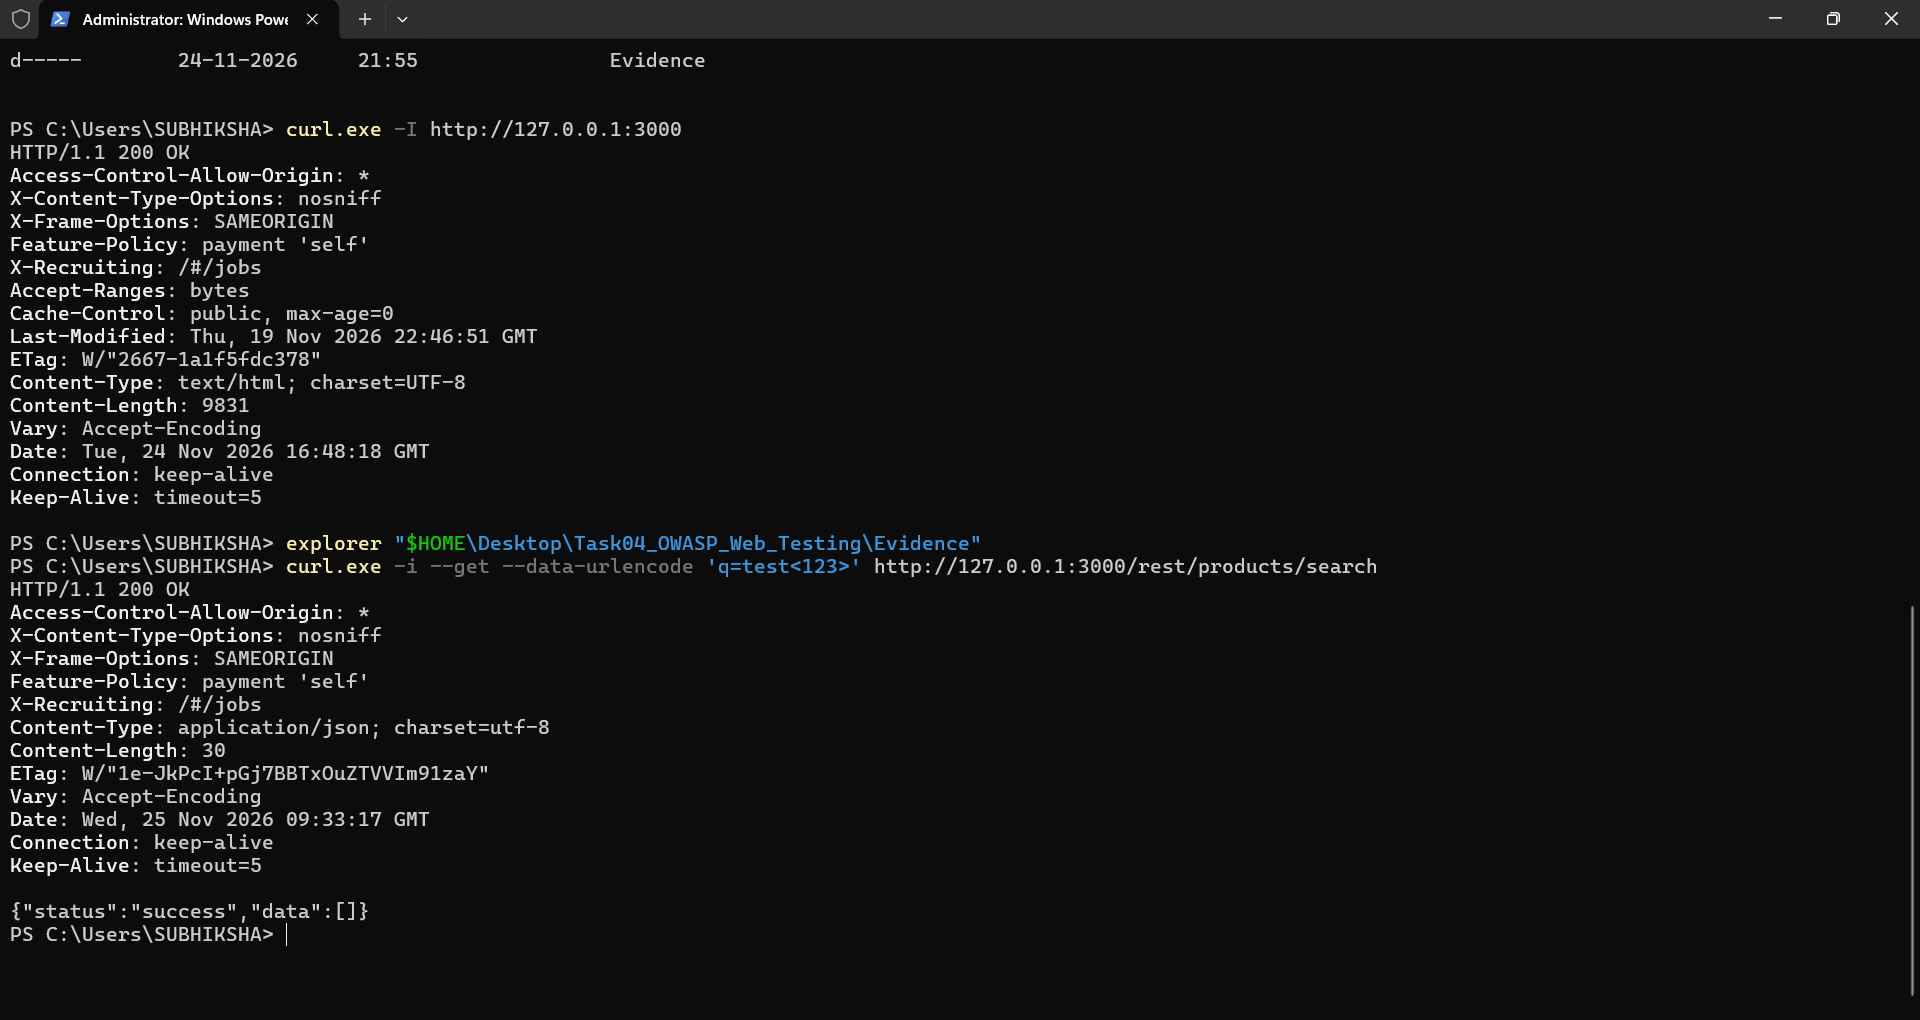 Administrator: Windows Powe
d----- 24-11-2026 21:55 Evidence
PS C:\Users\SUBHIKSHA> curl.exe -I http://127.0.0.1:3000
HTTP/1.1 200 OK
Access-Control-Allow-Origin: *
X-Content-Type-Options: nosniff
X-Frame-Options: SAMEORIGIN
Feature-Policy: payment 'self'
X-Recruiting: /#/jobs
Accept-Ranges: bytes
Cache-Control: public, max-age=0
Last-Modified: Thu, 19 Nov 2026 22:46:51 GMT
ETag: W/"2667-1a1f5fdc378"
Content-Type: text/html; charset=UTF-8
Content-Length: 9831
Vary: Accept-Encoding
Date: Tue, 24 Nov 2026 16:48:18 GMT
Connection: keep-alive
Keep-Alive: timeout=5
PS C:\Users\SUBHIKSHA> explorer "$HOME\Desktop\Task04_OWASP_Web_Testing\Evidence"
PS C:\Users\SUBHIKSHA> curl.exe -i --get --data-urlencode 'q=test<123>' http://127.0.0.1:3000/rest/products/search
HTTP/1.1 200 OK
Access-Control-Allow-Origin: *
X-Content-Type-Options: nosniff
X-Frame-Options: SAMEORIGIN
Feature-Policy: payment 'self'
X-Recruiting: /#/jobs
Content-Type: application/json; charset=utf-8
Content-Length: 30
ETag: W/"1e-JkPcI+pGj7BBTxOuZTVVIm91zaY"
Vary: Accept-Encoding
Date: Wed, 25 Nov 2026 09:33:17 GMT
Connection: keep-alive
Keep-Alive: timeout=5
{"status":"success","data":[]}
PS C:\Users\SUBHIKSHA>